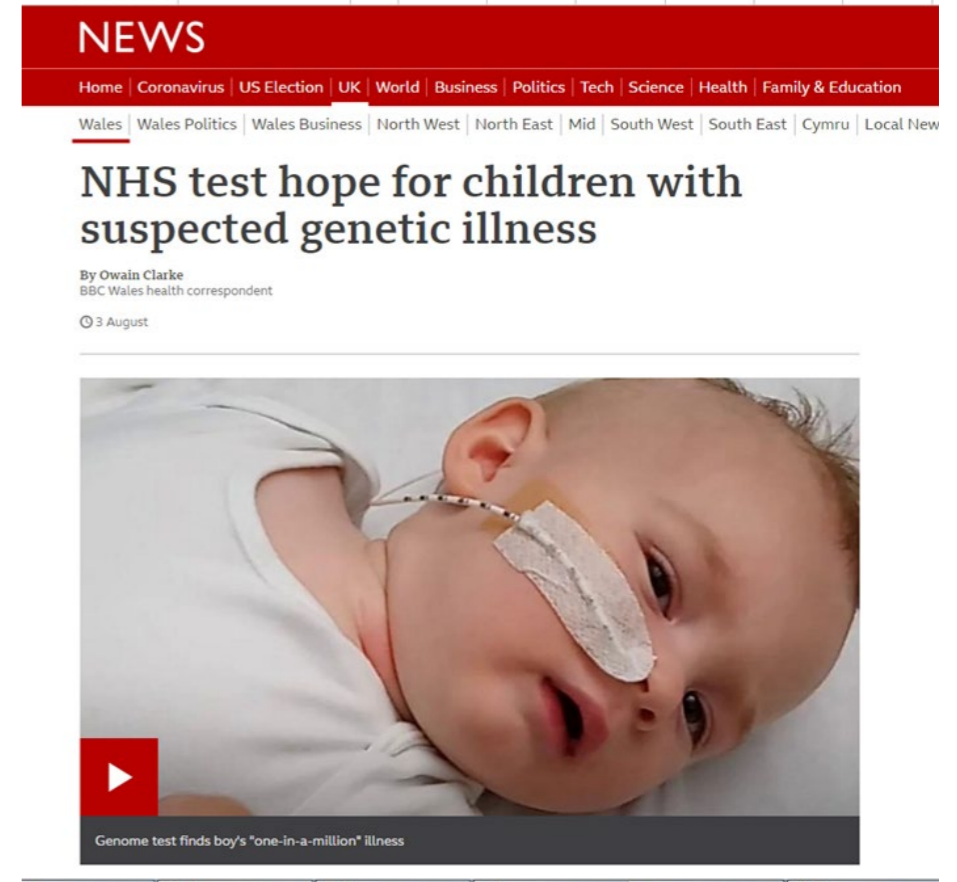 NEWS
Home Coronavirus US Election UK World Business Politics Tech Science Health Family & Education
Wales Wales Politics Wales Business North West North East Mid South West South East Cymru Local New
NHS test hope for children with
suspected genetic illness
By Owain Clarke
BBC Wales health correspondent
3 August
Genome test finds boy's "one-in-a-million" illness